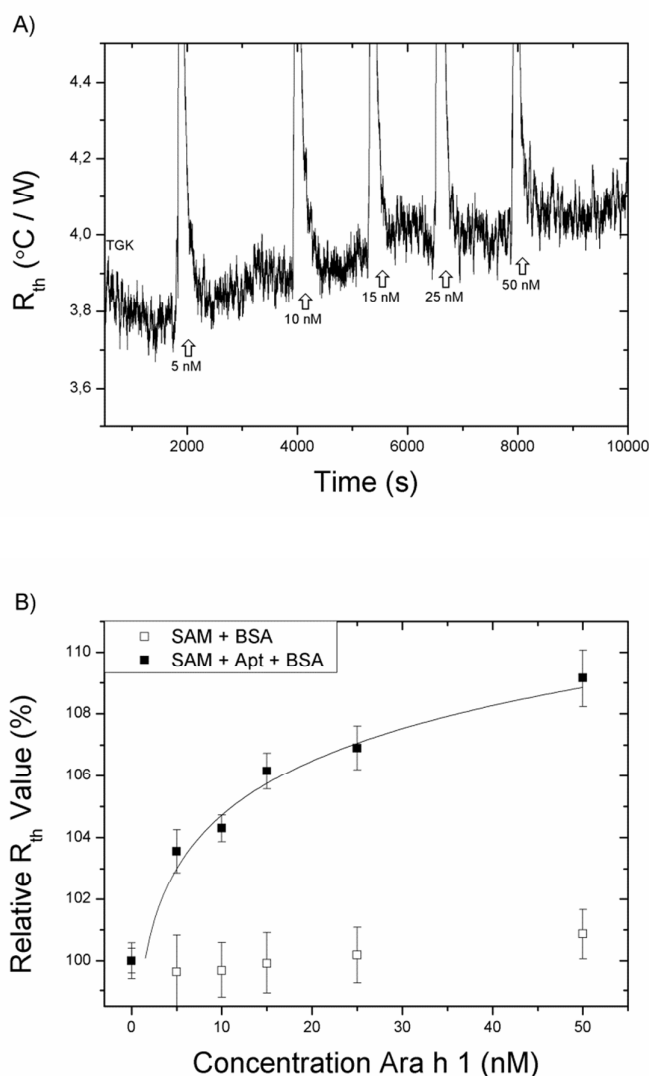 A)
4,4
4,2
4,0
3,8
3,6
R_th (°C / W)
TGK
5 nM
10 nM
15 nM
25 nM
50 nM
2000 4000 6000 8000 10000
Time (s)
B)
SAM + BSA
SAM + Apt + BSA
110
108
106
104
102
100
Relative R_th Value (%)
0 10 20 30 40 50
Concentration Ara h 1 (nM)